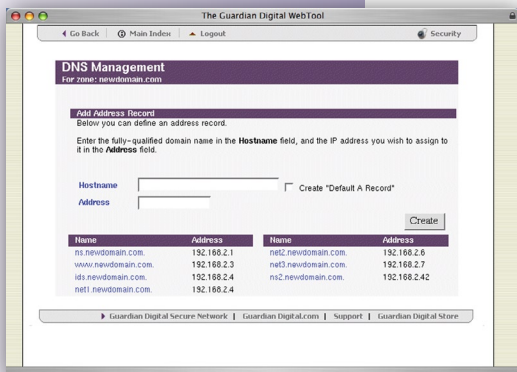 The Guardian Digital WebTool
Go Back Main Index Logout Security
DNS Management
For zone: newdomain.com
Add Address Record
Below you can define an address record.
Enter the fully-qualified domain name in the Hostname field, and the IP address you wish to assign to
it in the Address field.
Hostname Create "Default A Record"
Address
Create
Name Address Name Address
ns.newdomain.com. 192.168.2.1 net2.newdomain.com. 192.168.2.6
www.newdomain.com. 192.168.2.3 net3.newdomain.com. 192.168.2.7
ids.newdomain.com. 192.168.2.4 ns2.newdomain.com. 192.168.2.42
net1.newdomain.com. 192.168.2.4
Guardian Digital Secure Network | Guardian Digital.com | Support | Guardian Digital Store